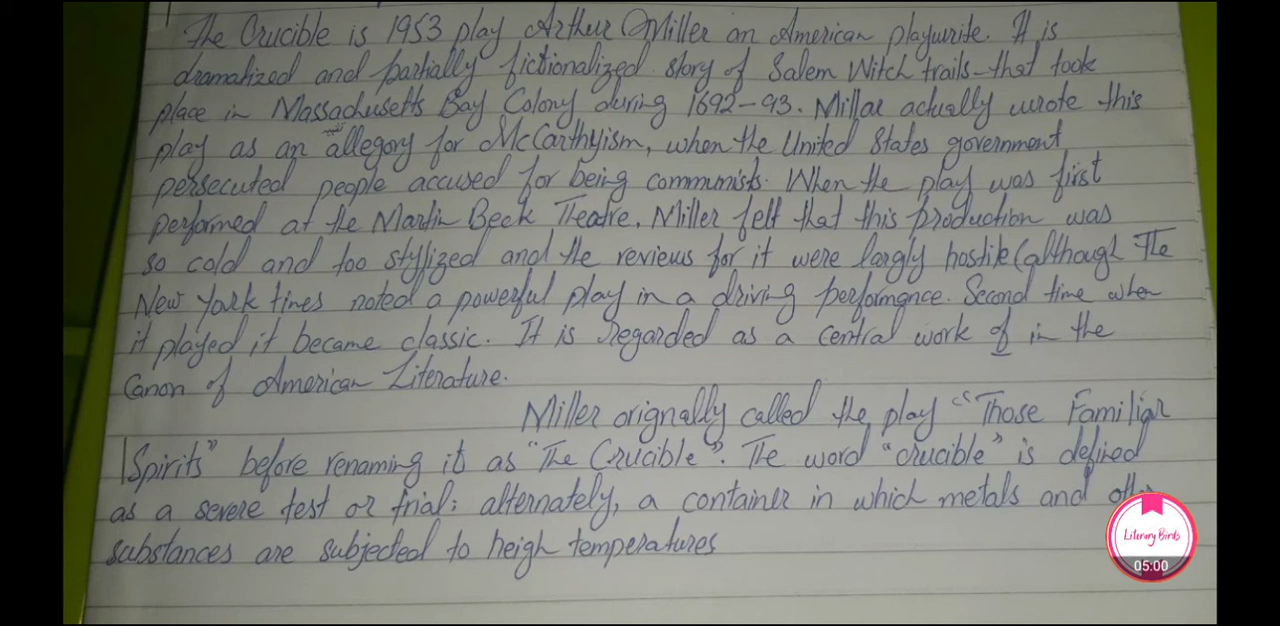 The Crucible is 1953 play Arthur Miller an American playwrite. It is
dramatized and partially fictionalized story of Salem Witch trails that took
place in Massachusetts Bay Colony during 1692-93. Millar actually wrote this
play as an allegory for McCarthyism, when the United States government
persecuted people accused for being communists. When the play was first
performed at the Martin Beck Theatre, Miller felt that this production was
so cold and too stylized and the reviews for it were largly hostile (although The
New York times noted a powerful play in a driving performance. Second time when
it played it became classic. It is regarded as a central work of in the
Canon of American Literature.
Miller orignally called the play "Those Familiar
Spirits" before renaming it as "The Crucible". The word "crucible" is defined
as a severe test or trial; alternately, a container in which metals and
substances are subjected to heigh temperatures
Literary Birds
05:00